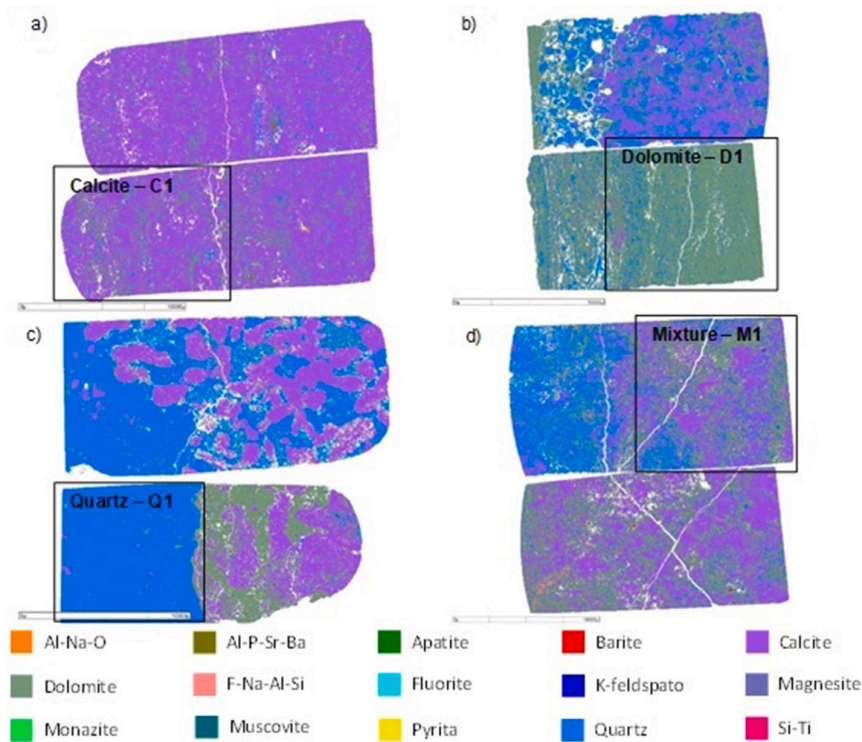 a)
b)
Calcite – C1
Dolomite – D1
c)
d)
Mixture – M1
Quartz – Q1
Al-Na-O Al-P-Sr-Ba Apatite Barite Calcite
Dolomite F-Na-Al-Si Fluorite K-feldspato Magnesite
Monazite Muscovite Pyrita Quartz Si-Ti